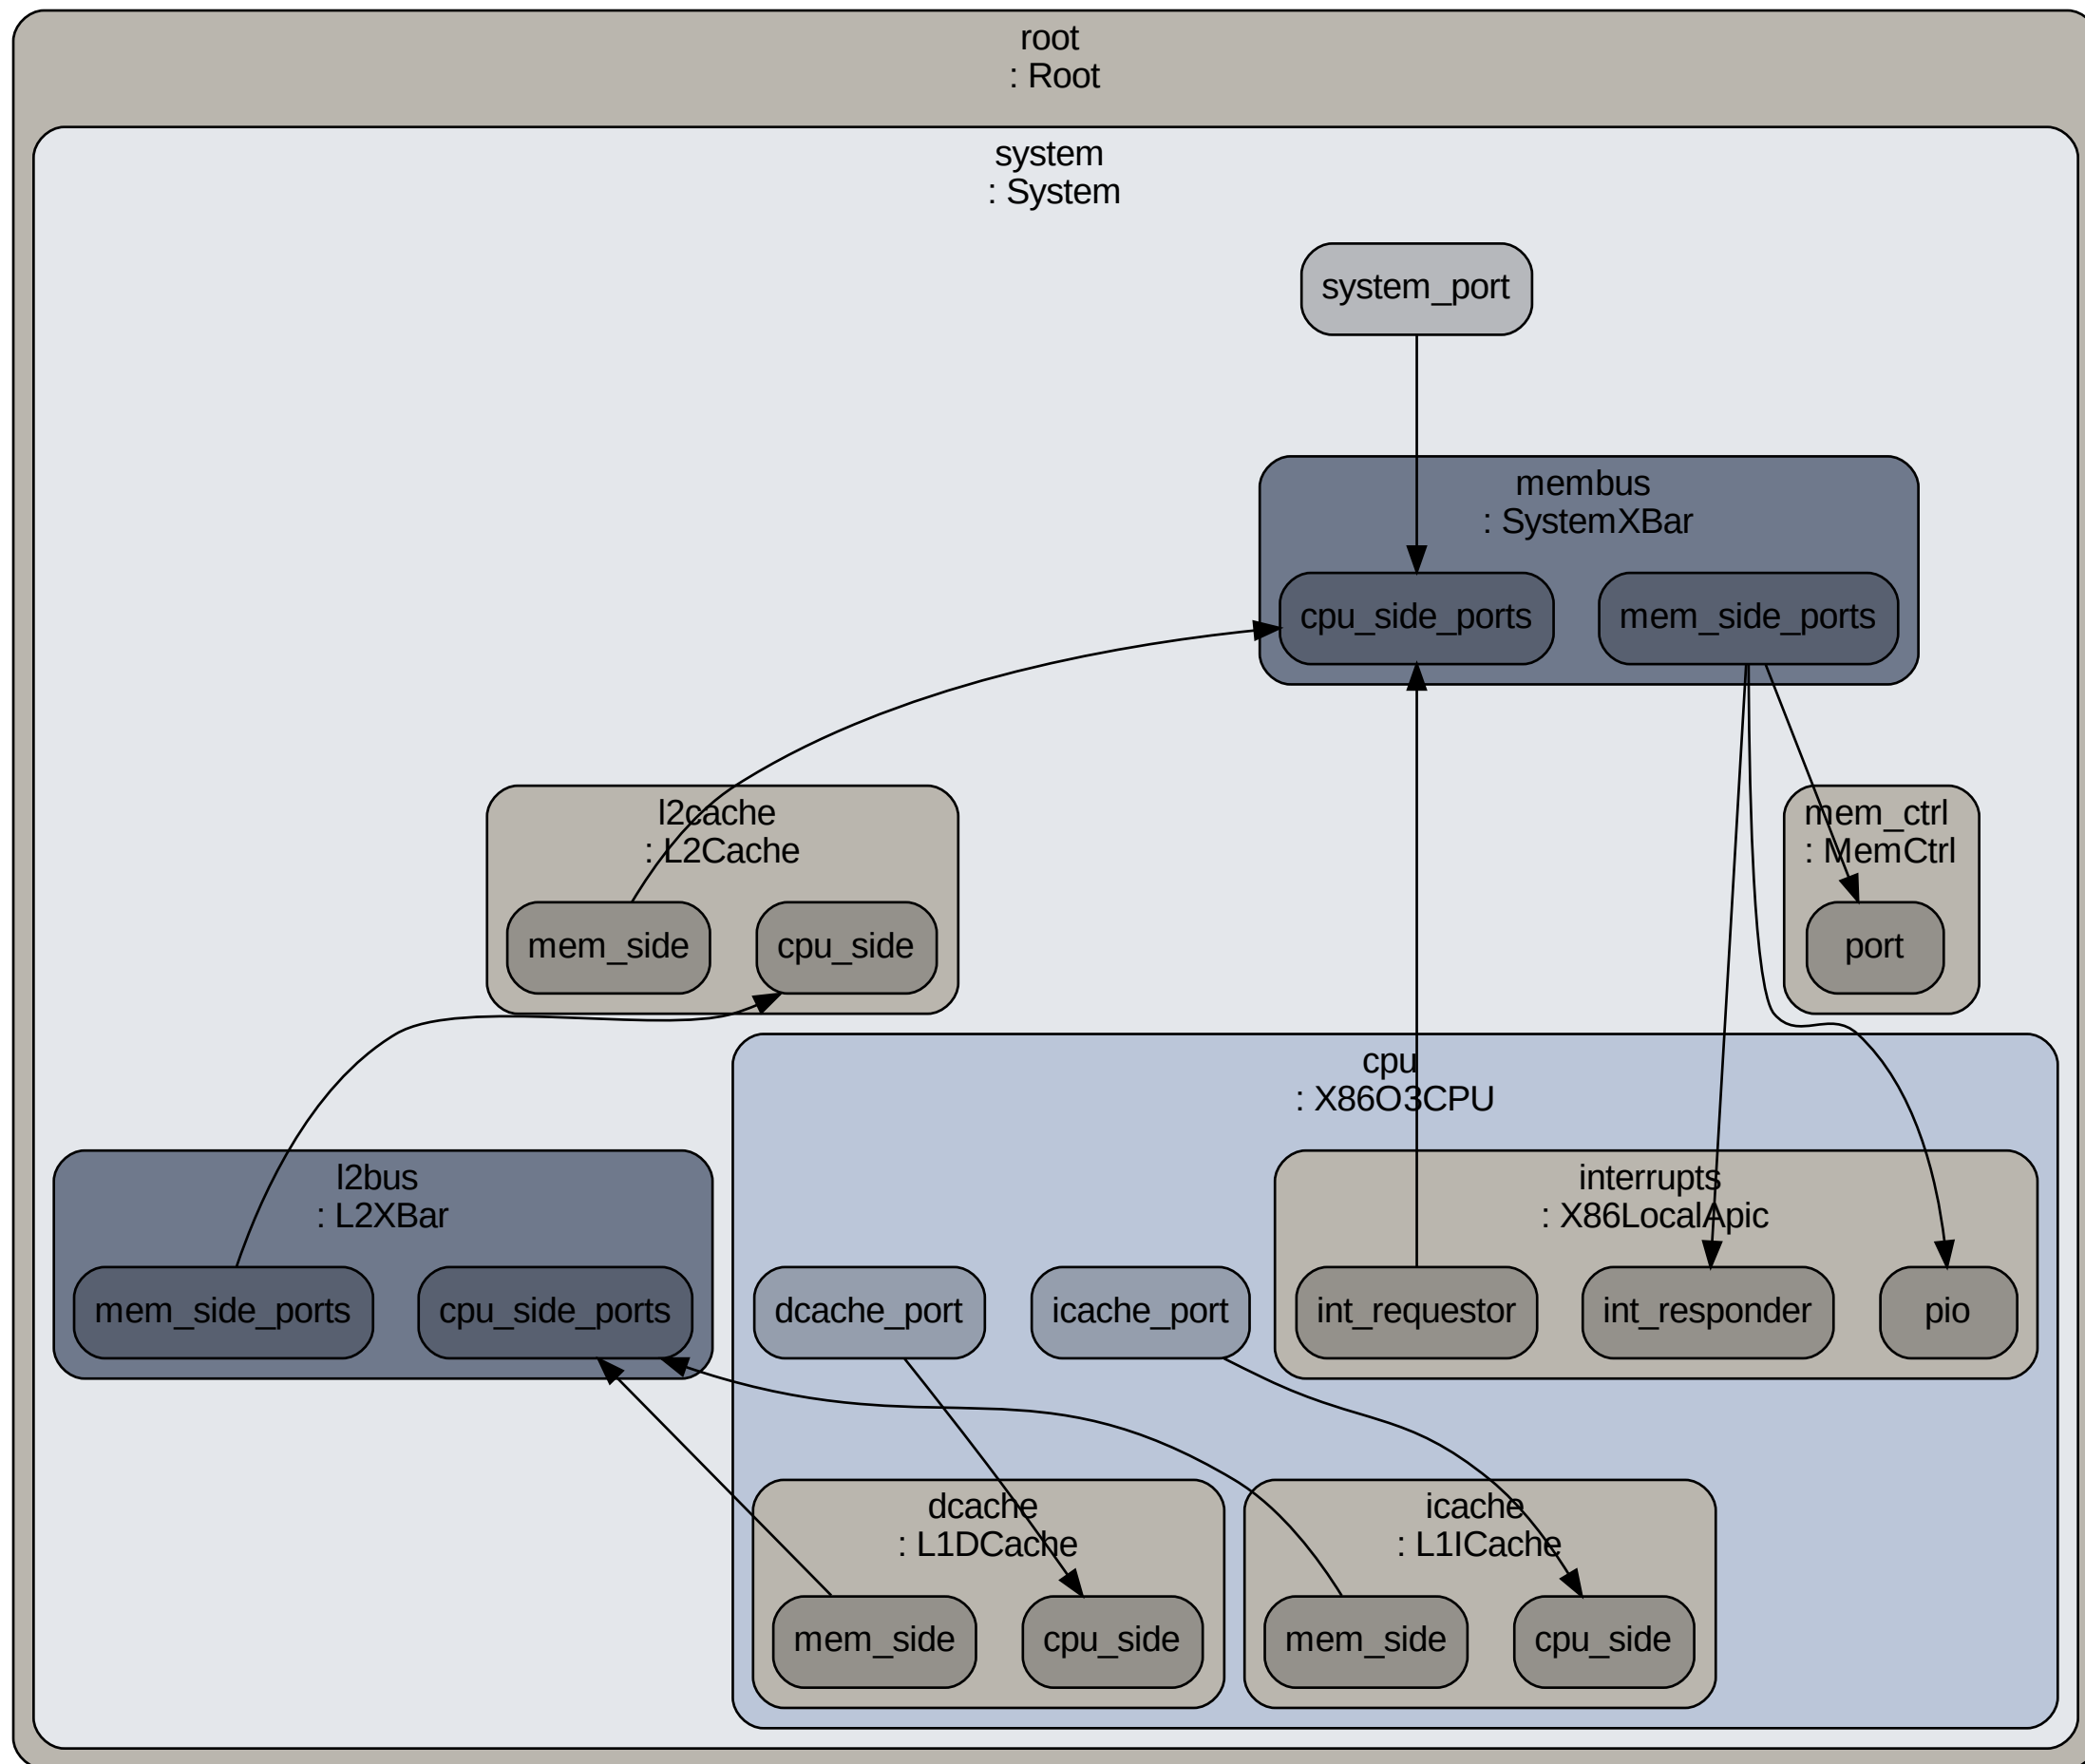 root
: Root
system
: System
system_port
membus
: SystemXBar
cpu_side_ports
mem_side_ports
l2cache
: L2Cache
mem_side
cpu_side
mem_ctrl
: MemCtrl
port
cpu
: X86O3CPU
l2bus
: L2XBar
mem_side_ports
cpu_side_ports
dcache_port
icache_port
interrupts
: X86LocalApic
int_requestor
int_responder
pio
dcache
: L1DCache
mem_side
cpu_side
icache
: L1ICache
mem_side
cpu_side